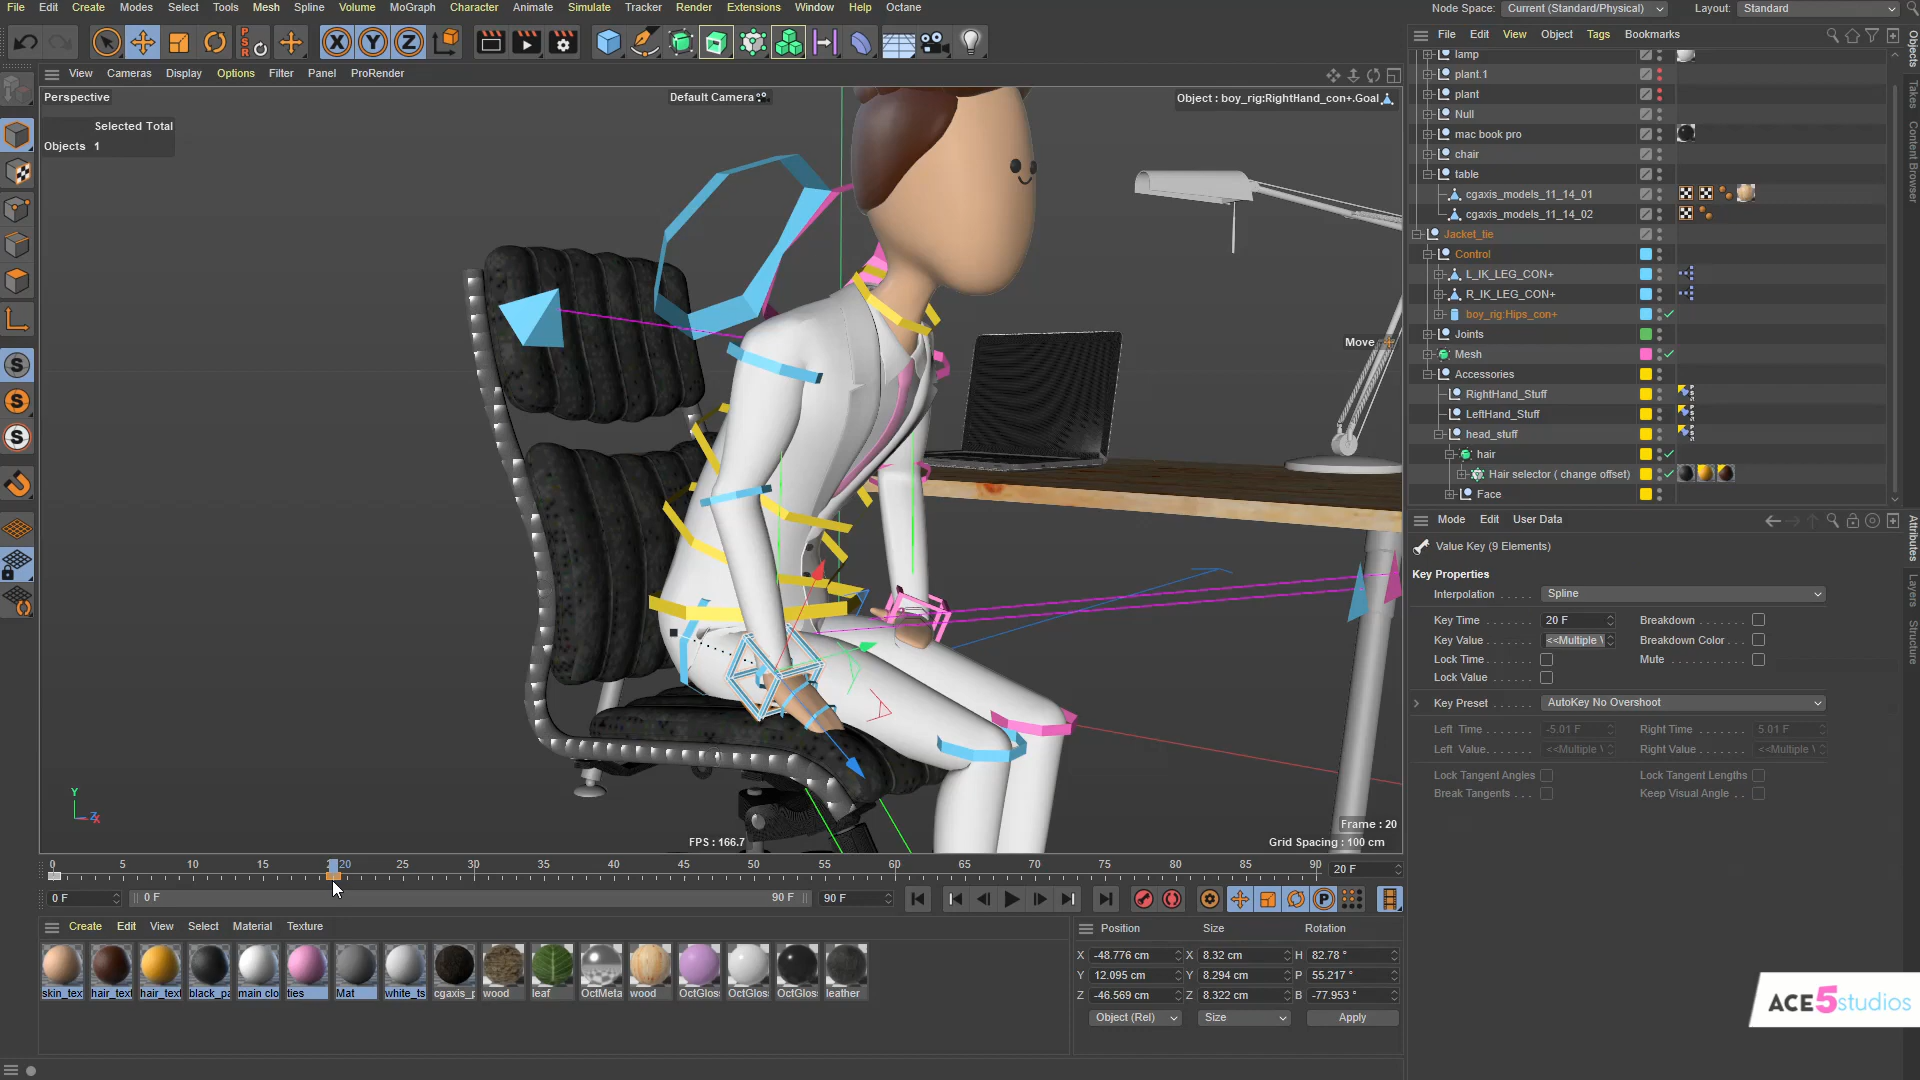 File Edit Create Modes Select Tools Mesh Spline Volume MoGraph Character Animate Simulate Tracker Render Extensions Window Help Octane
Node Space: Current (Standard/Physical) Layout: Standard
PSR X Y Z
View Cameras Display Options Filter Panel ProRender
File Edit View Object Tags Bookmarks
Perspective
Default Camera
Object : boy_rig:RightHand_con+.Goal
Selected Total
Objects 1
Move
Frame : 20
FPS : 166.7
Grid Spacing : 100 cm
Y
Z
X
lamp
plant.1
plant
Null
mac book pro
chair
table
cgaxis_models_11_14_01
cgaxis_models_11_14_02
Jacket_tie
Control
L_IK_LEG_CON+
R_IK_LEG_CON+
boy_rig:Hips_con+
Joints
Mesh
Accessories
RightHand_Stuff
LeftHand_Stuff
head_stuff
hair
Hair selector ( change offset)
Face
Objects
Takes
Content Browser
Mode Edit User Data
Value Key (9 Elements)
Key Properties
Interpolation Spline
Key Time 20 F Breakdown
Key Value <<Multiple V Breakdown Color
Lock Time Mute
Lock Value
Key Preset AutoKey No Overshoot
Left Time -5.01 F Right Time 5.01 F
Left Value <<Multiple V Right Value <<Multiple V
Lock Tangent Angles Lock Tangent Lengths
Break Tangents Keep Visual Angle
Attributes
Layers
Structure
0 5 10 15 20 25 30 35 40 45 50 55 60 65 70 75 80 85 90 20 F
0 F 0 F 90 F 90 F
P
Create Edit View Select Material Texture
skin_text hair_text hair_text black_pa main clo ties Mat white_ts cgaxis_p wood leaf OctMeta wood OctGlos OctGlos OctGlos leather
Position Size Rotation
X -48.776 cm X 8.32 cm H 82.78 °
Y 12.095 cm Y 8.294 cm P 55.217 °
Z -46.569 cm Z 8.322 cm B -77.953 °
Object (Rel) Size Apply
ACE5studios